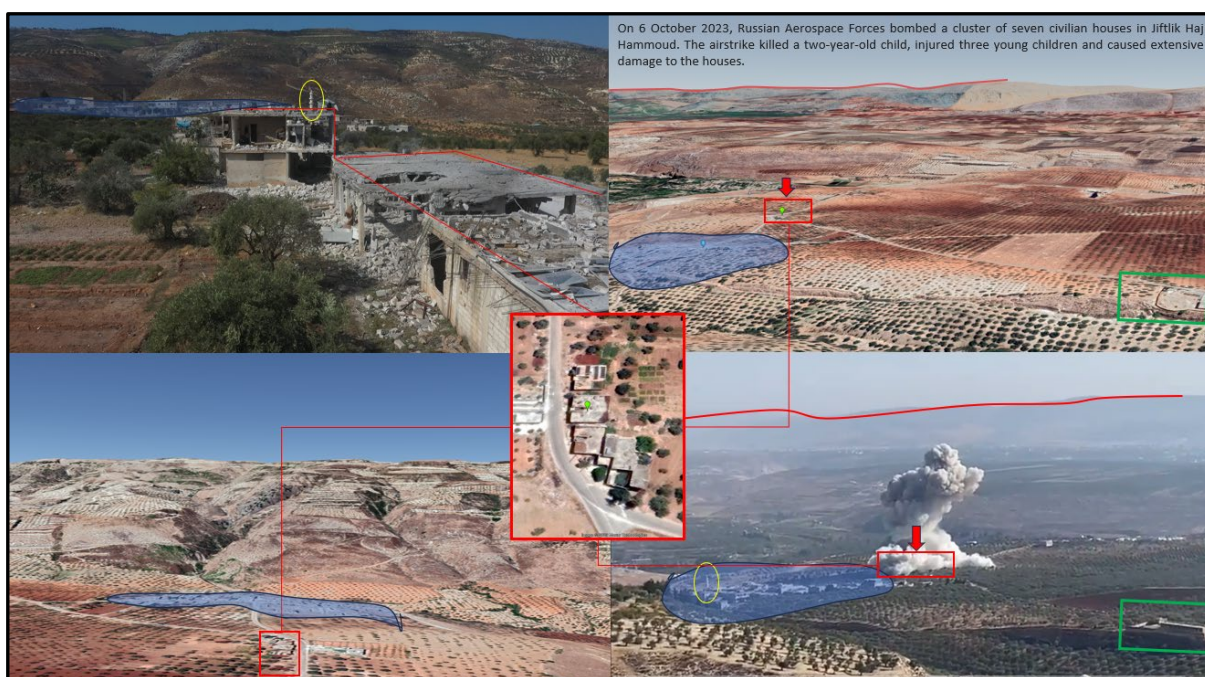 On 6 October 2023, Russian Aerospace Forces bombed a cluster of seven civilian houses in Jiftlik Haj
Hammoud. The airstrike killed a two-year-old child, injured three young children and caused extensive
damage to the houses.